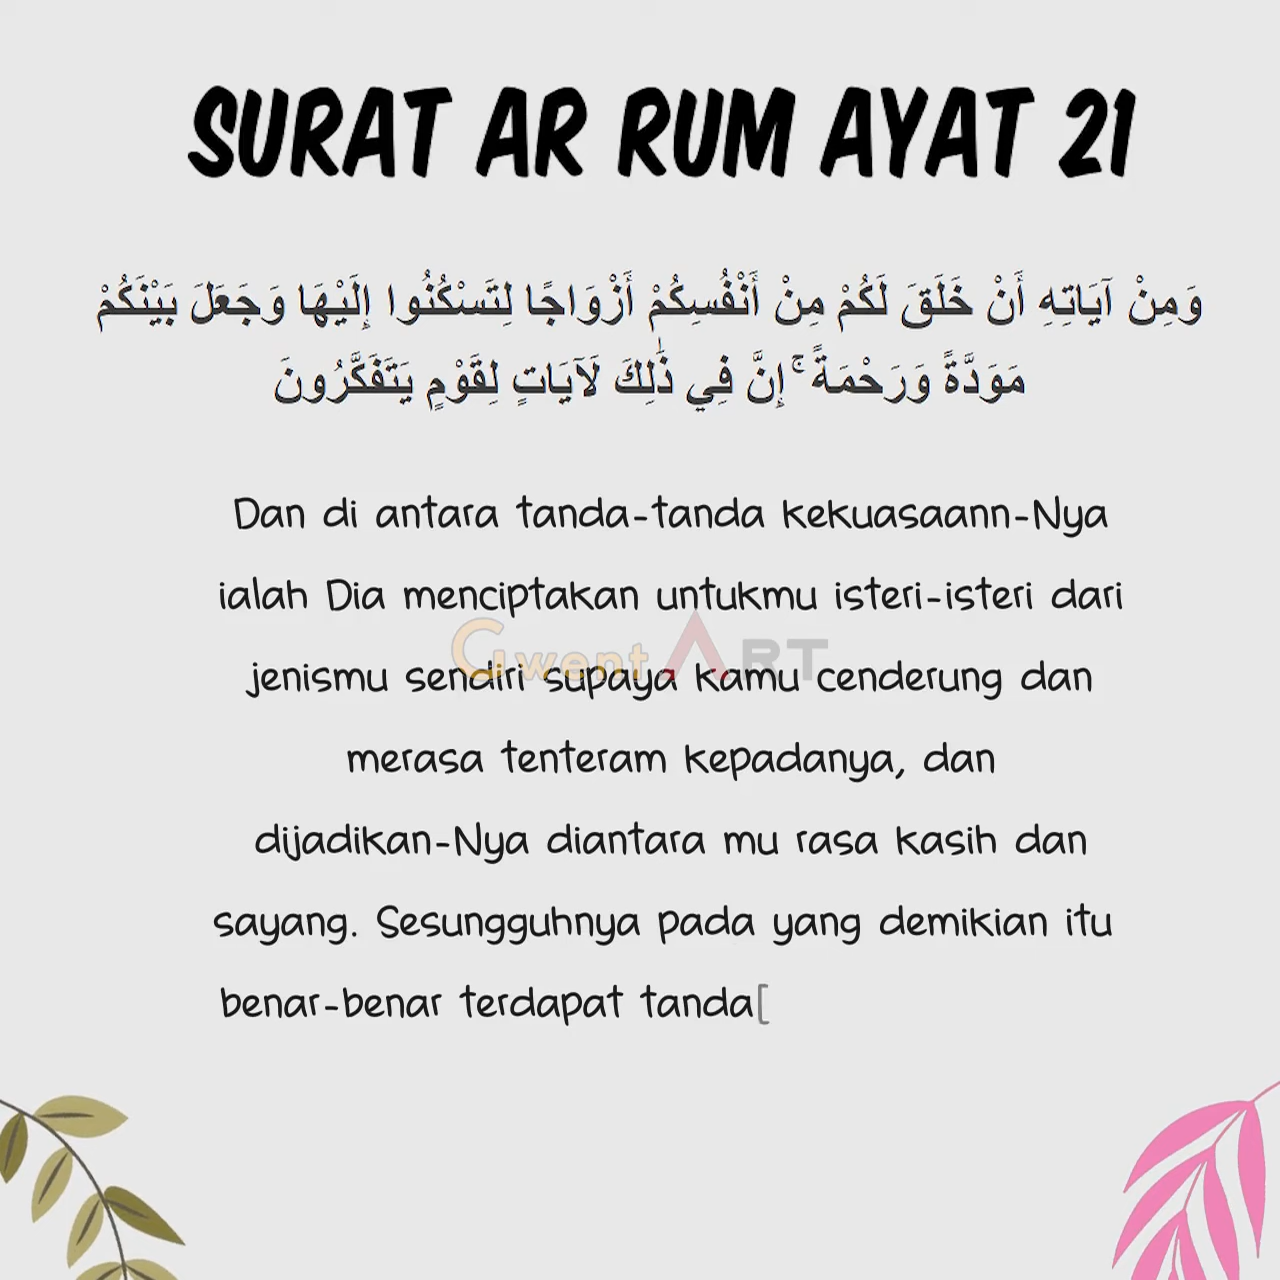 SURAT AR RUM AYAT 21
وَمِنْ آيَاتِهِ أَنْ خَلَقَ لَكُمْ مِنْ أَنْفُسِكُمْ أَزْوَاجًا لِتَسْكُنُوا إِلَيْهَا وَجَعَلَ بَيْنَكُمْ
مَوَدَّةً وَرَحْمَةً ۚ إِنَّ فِي ذَٰلِكَ لَآيَاتٍ لِقَوْمٍ يَتَفَكَّرُونَ
Dan di antara tanda-tanda kekuasaann-Nya
ialah Dia menciptakan untukmu isteri-isteri dari
GwentART
jenismu sendiri supaya kamu cenderung dan
merasa tenteram kepadanya, dan
dijadikan-Nya diantara mu rasa kasih dan
sayang. Sesungguhnya pada yang demikian itu
benar-benar terdapat tanda[